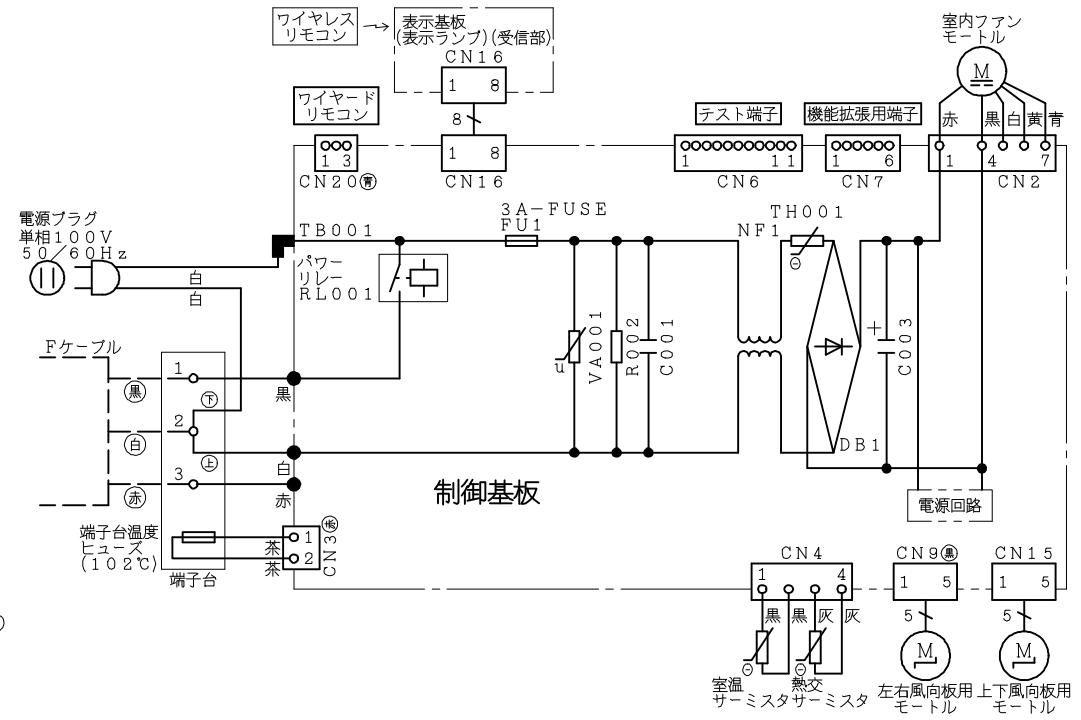 ワイヤレス
リモコン
表示基板
(表示ランプ)(受信部)
CN16
1 8
8
1 8
CN16
ワイヤード
リモコン
1 3
CN20青
テスト端子
1 11
CN6
機能拡張用端子
1 6
CN7
室内ファン
モートル
M
赤 黒 白 黄 青
1 4 7
CN2
電源プラグ
単相100V
50/60Hz
白
白
TB001
パワー
リレー
RL001
3A-FUSE
FU1
u
VA001
R002
C001
NF1
TH001
DB1
+
C003
電源回路
Fケーブル
黒
白
赤
1
2
3
下
上
黒
白
赤
制御基板
端子台温度
ヒューズ
(102℃)
端子台
茶
茶
1
2
CN3赤
CN4
1 4
黒 黒 灰 灰
室温
サーミスタ
熱交
サーミスタ
CN9黒
1 5
5
M
左右風向板用
モートル
CN15
1 5
5
M
上下風向板用
モートル